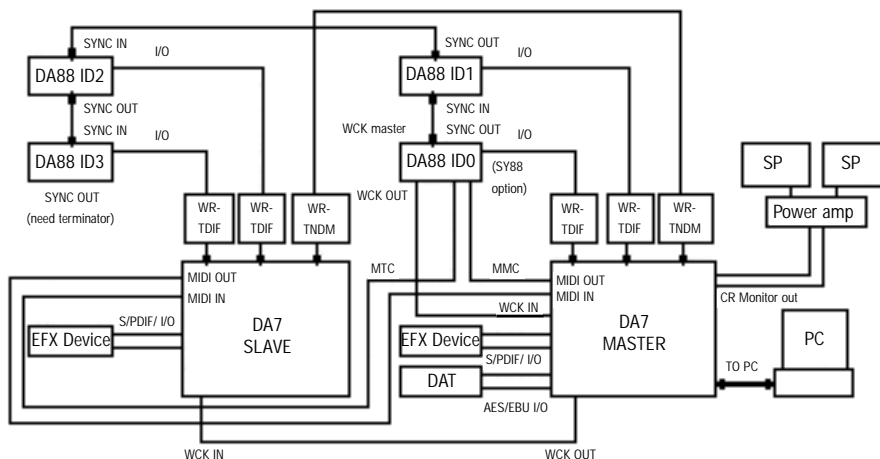 SYNC IN
I/O
DA88 ID2
SYNC OUT
SYNC IN
I/O
DA88 ID3
SYNC OUT
(need terminator)
SYNC OUT
I/O
DA88 ID1
SYNC IN
WCK master
SYNC OUT
I/O
DA88 ID0
WCK OUT
(SY88
option)
SP
SP
Power amp
WR-
TDIF
WR-
TDIF
WR-
TNDM
WR-
TDIF
WR-
TDIF
WR-
TNDM
MIDI OUT
MIDI IN
MTC
MMC
MIDI OUT
MIDI IN
CR Monitor out
WCK IN
S/PDIF/ I/O
EFX Device
DA7
SLAVE
EFX Device
S/PDIF/ I/O
DAT
AES/EBU I/O
DA7
MASTER
TO PC
PC
WCK IN
WCK OUT